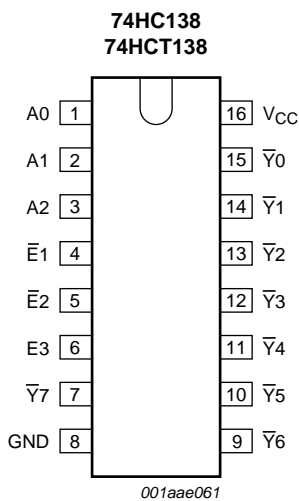 74HC138
74HCT138
A0 1 16 VCC
A1 2 15 Y̅0
A2 3 14 Y̅1
E̅1 4 13 Y̅2
E̅2 5 12 Y̅3
E3 6 11 Y̅4
Y̅7 7 10 Y̅5
GND 8 9 Y̅6
001aae061